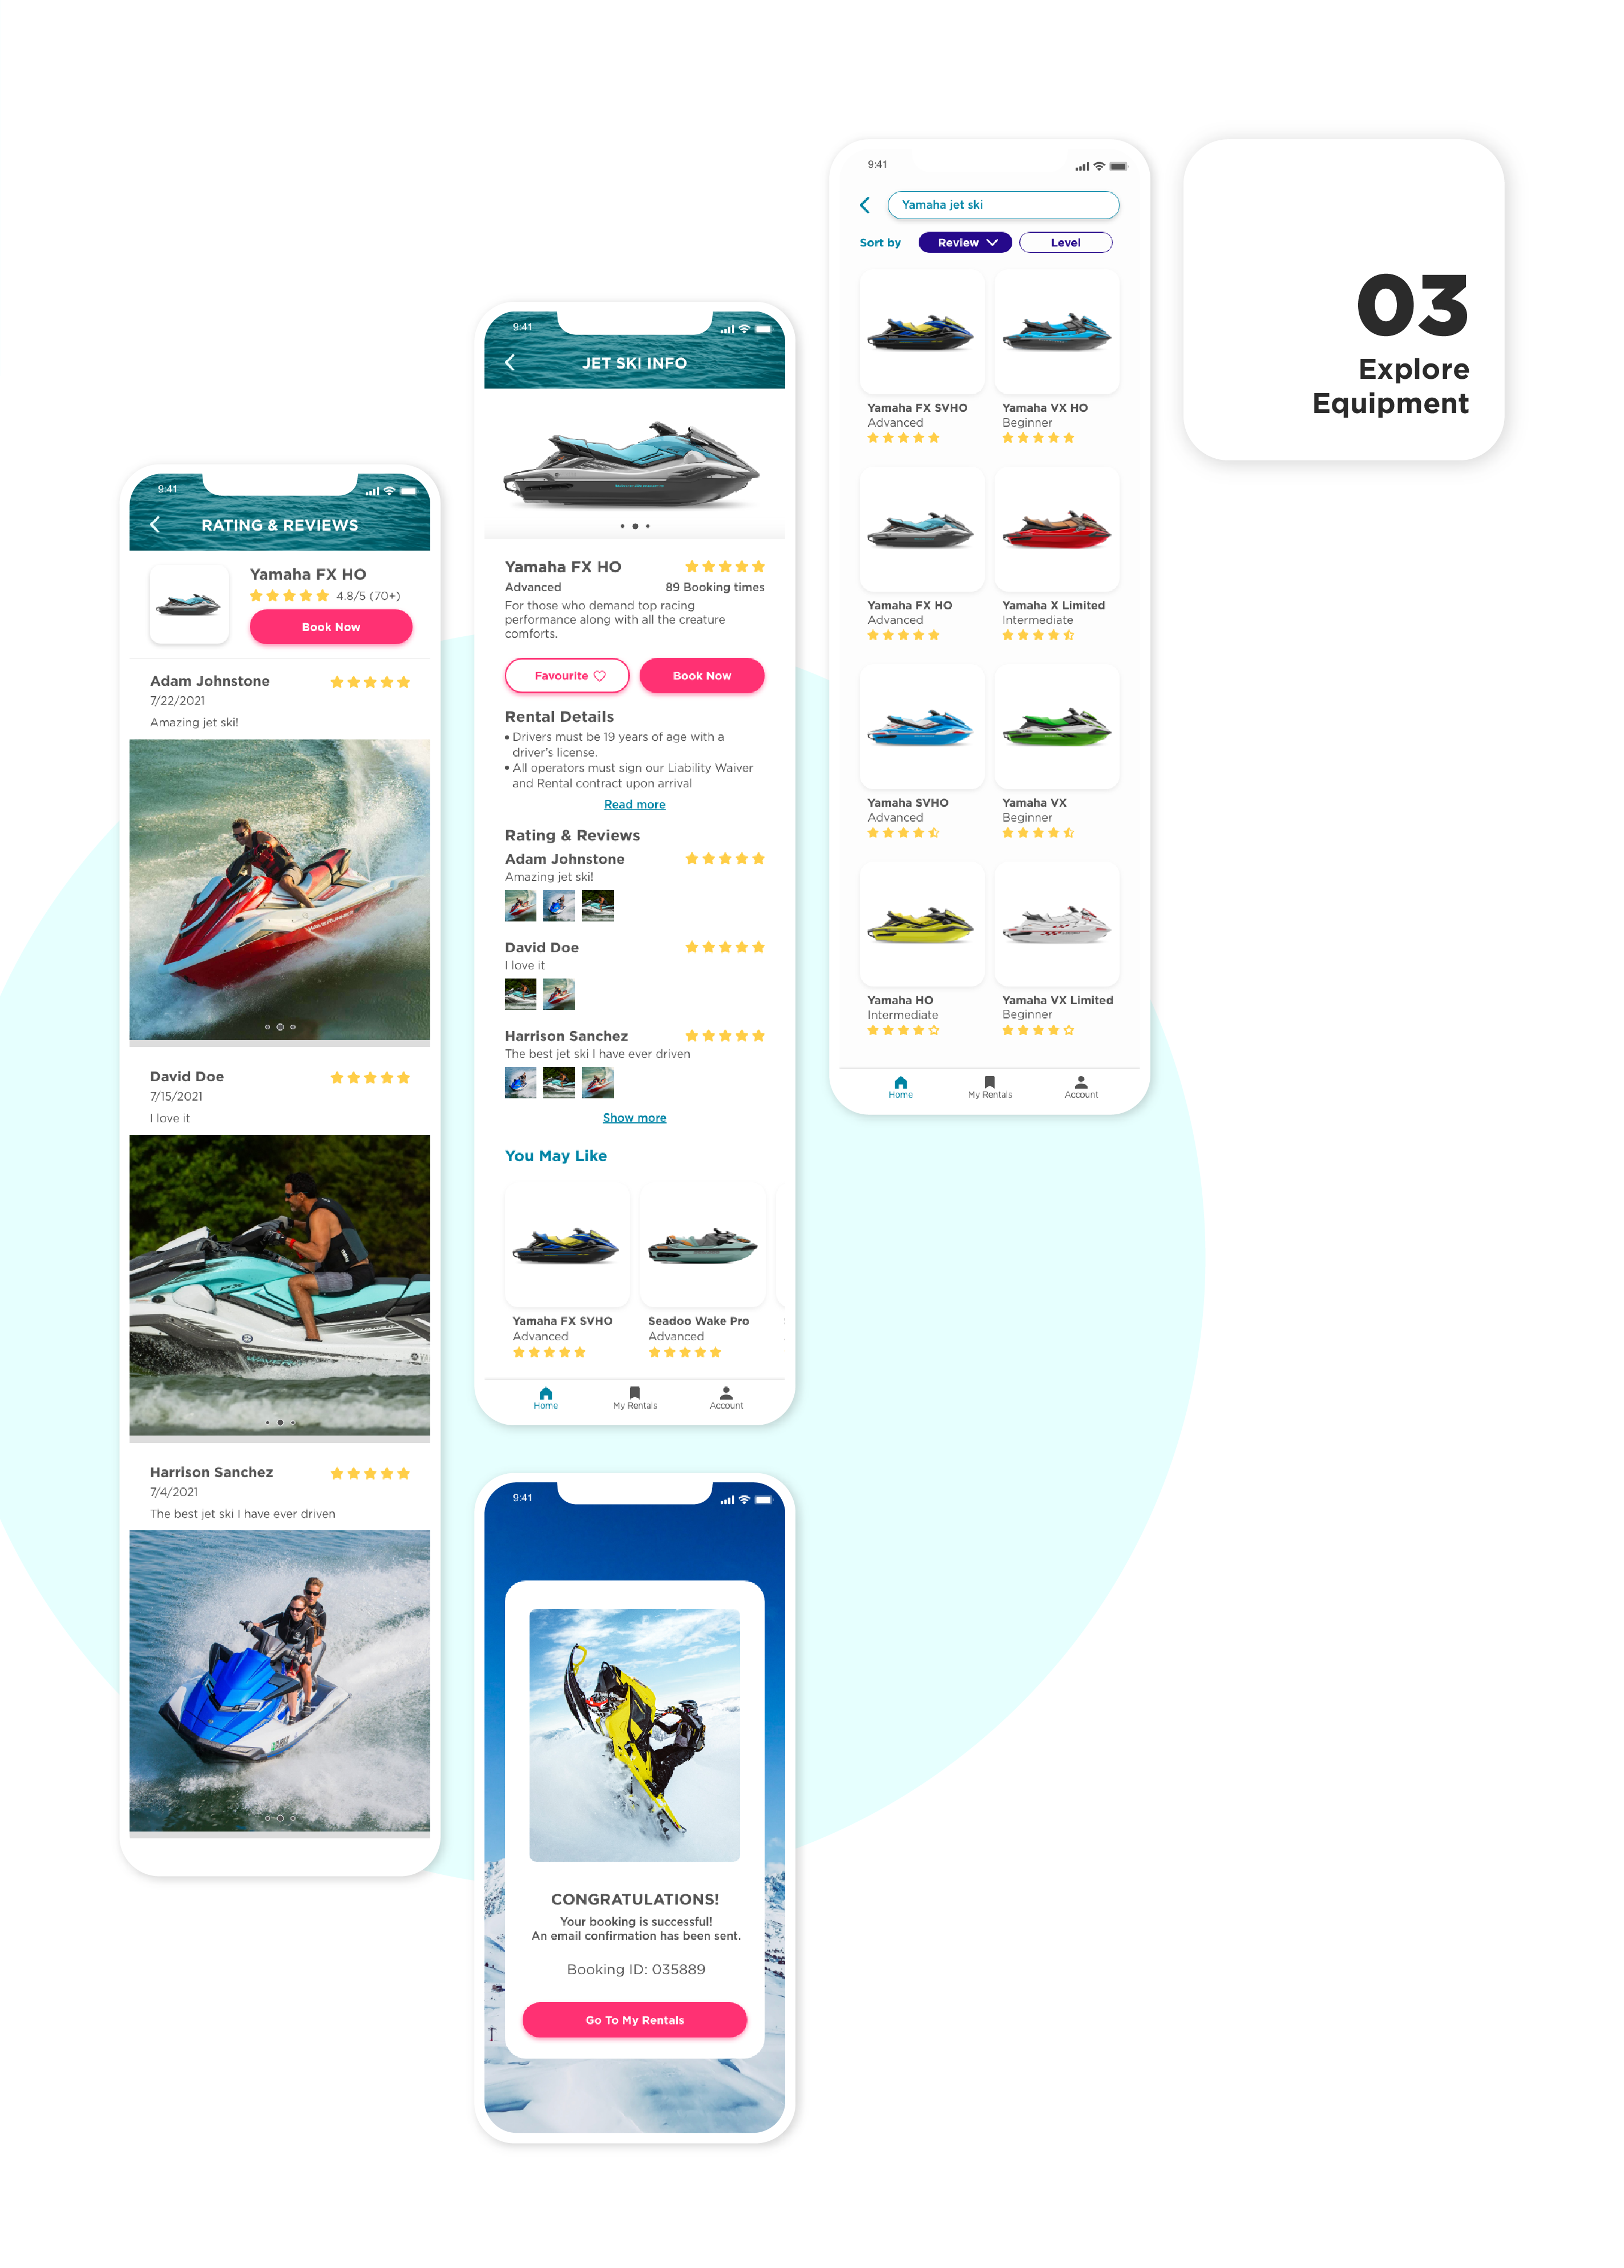 03
Explore
Equipment
9:41
Yamaha jet ski
Sort by
Review
Level
Yamaha FX SVHO
Advanced
Yamaha VX HO
Beginner
Yamaha FX HO
Advanced
Yamaha X Limited
Intermediate
Yamaha SVHO
Advanced
Yamaha VX
Beginner
Yamaha HO
Intermediate
Yamaha VX Limited
Beginner
Home
My Rentals
Account
9:41
JET SKI INFO
Yamaha FX HO
Advanced
89 Booking times
For those who demand top racing
performance along with all the creature
comforts.
Favourite
Book Now
Rental Details
• Drivers must be 19 years of age with a
driver's license.
• All operators must sign our Liability Waiver
and Rental contract upon arrival
Read more
Rating & Reviews
Adam Johnstone
Amazing jet ski!
David Doe
I love it
Harrison Sanchez
The best jet ski I have ever driven
Show more
You May Like
Yamaha FX SVHO
Advanced
Seadoo Wake Pro
Advanced
Home
My Rentals
Account
9:41
RATING & REVIEWS
Yamaha FX HO
4.8/5 (70+)
Book Now
Adam Johnstone
7/22/2021
Amazing jet ski!
David Doe
7/15/2021
I love it
Harrison Sanchez
7/4/2021
The best jet ski I have ever driven
9:41
CONGRATULATIONS!
Your booking is successful!
An email confirmation has been sent.
Booking ID: 035889
Go To My Rentals